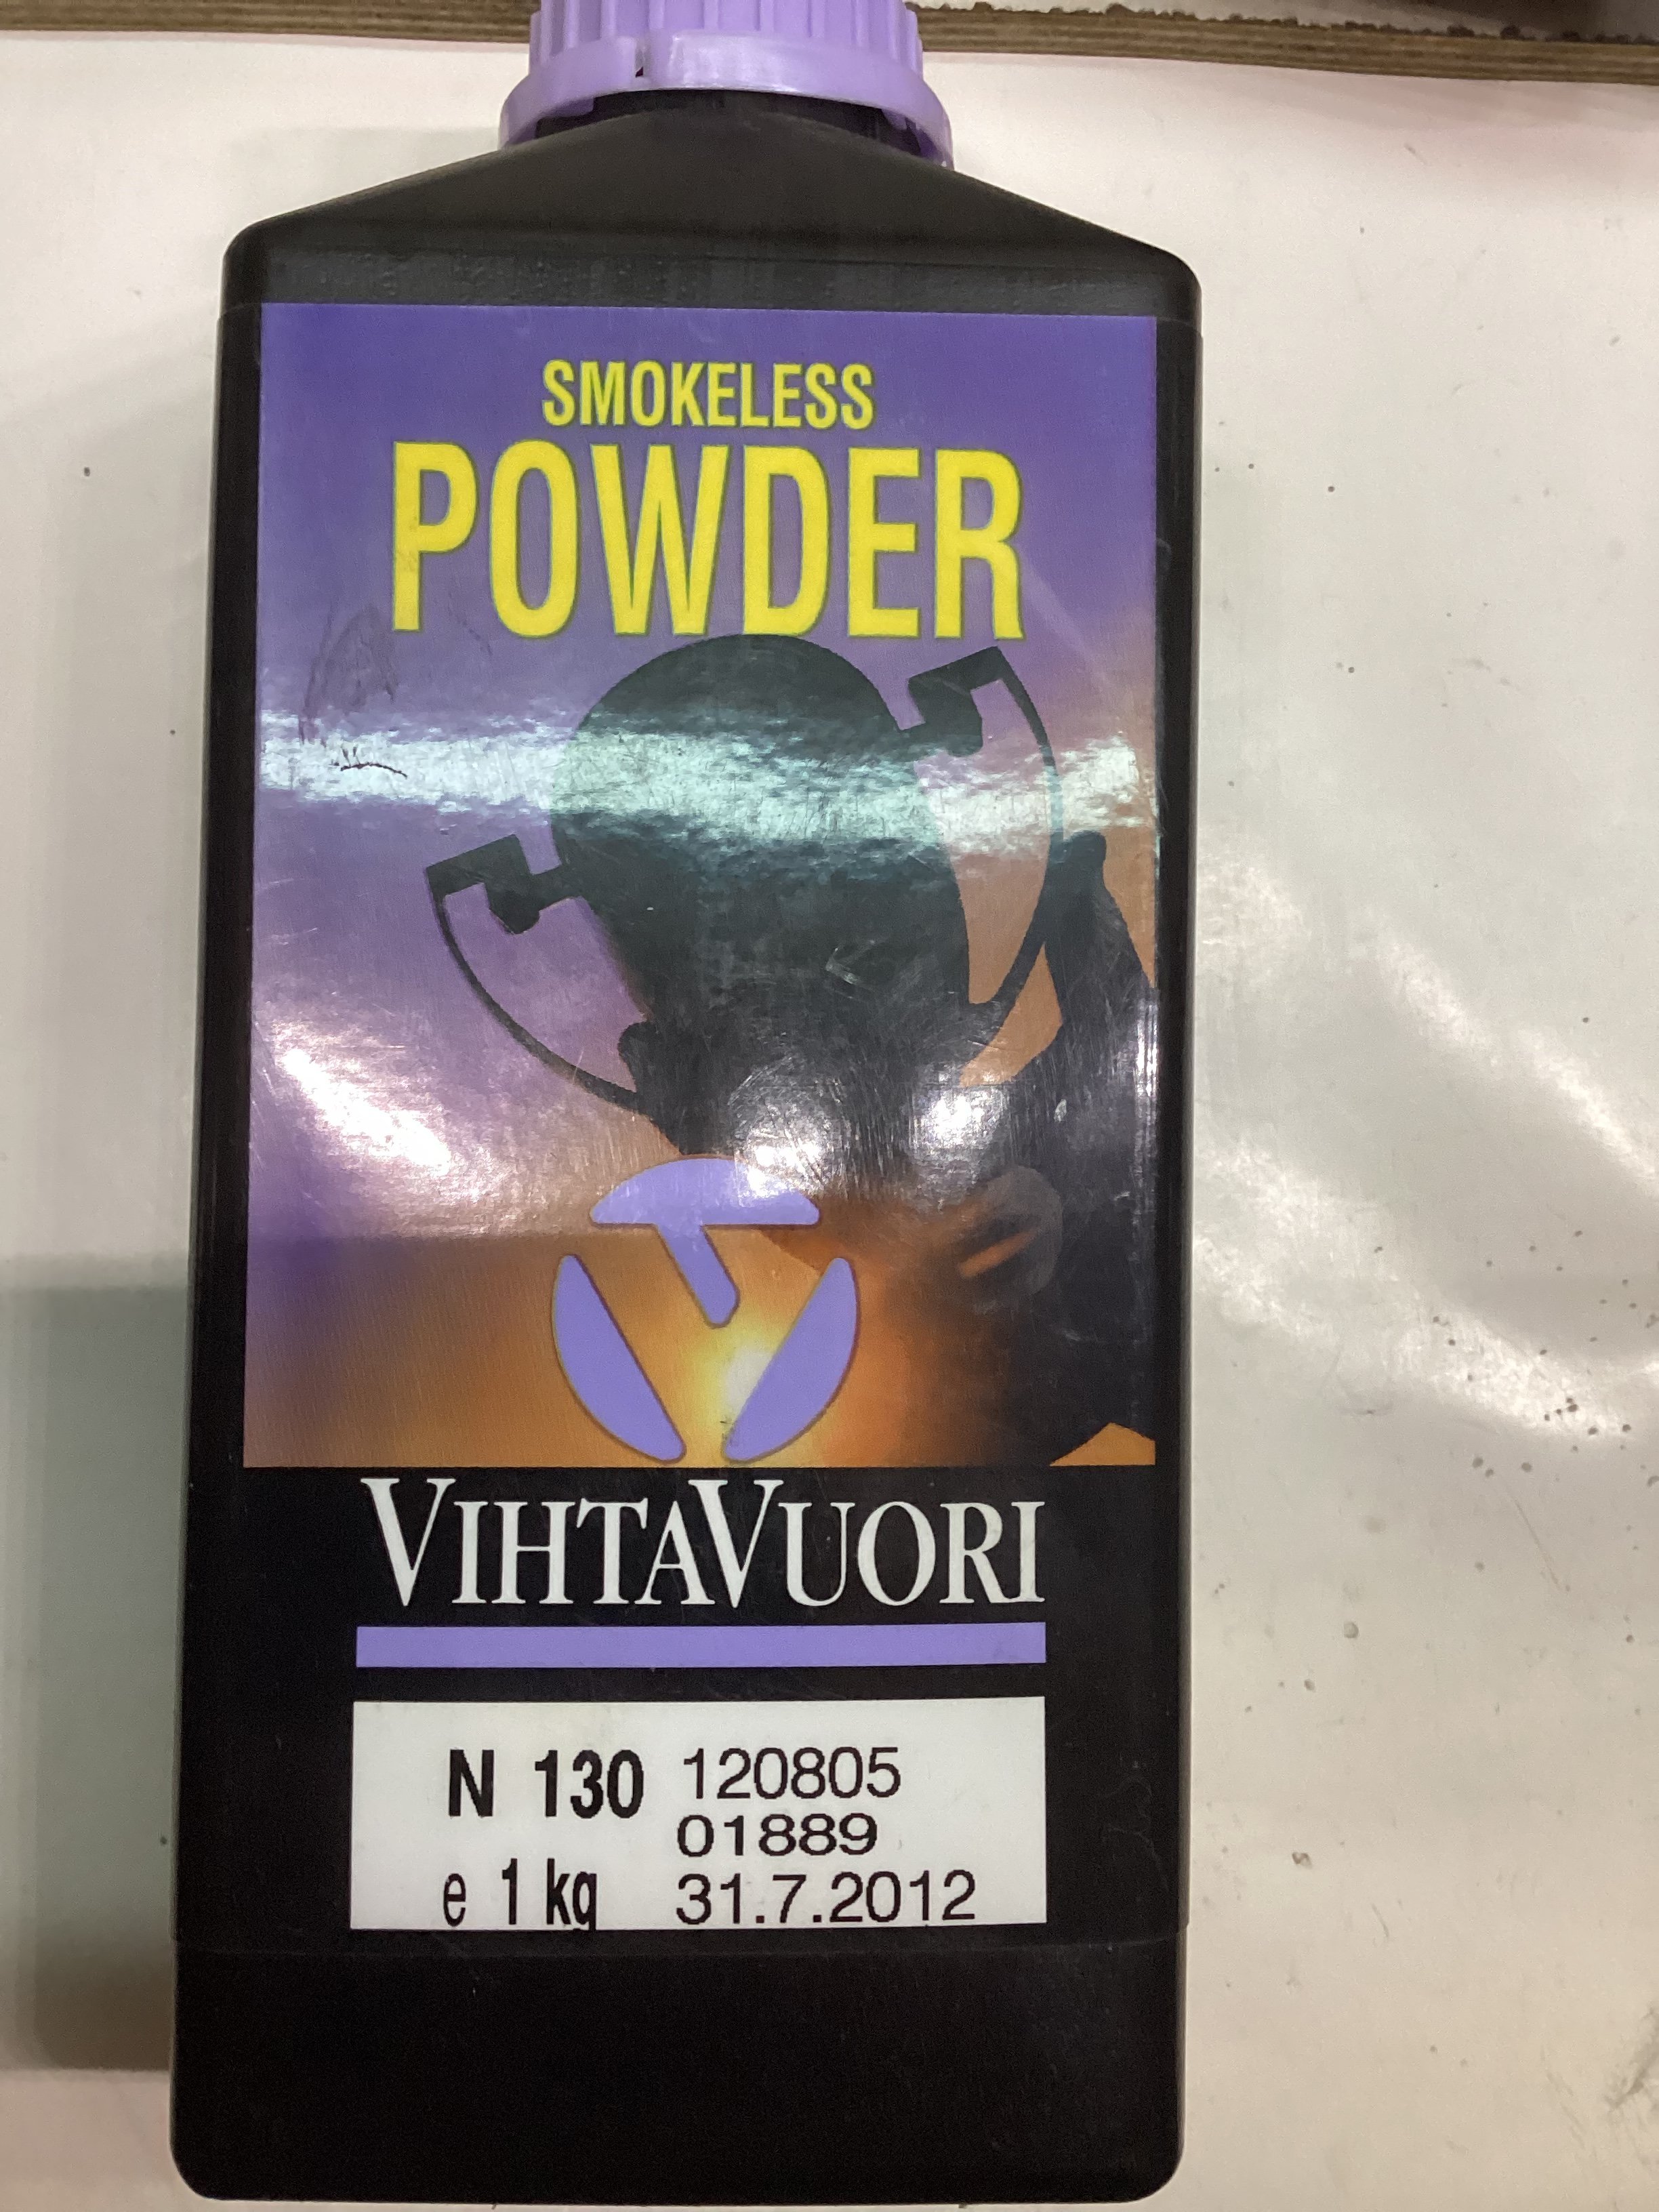 SMOKELESS
POWDER
VIHTAVUORI
N 130 120805
01889
e 1 kg 31.7.2012